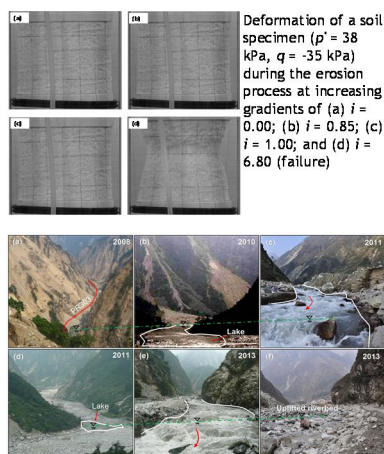 (a)
(b)
(c)
(d)
Deformation of a soil
specimen (p' = 38
kPa, q = -35 kPa)
during the erosion
process at increasing
gradients of (a) i =
0.00; (b) i = 0.85; (c)
i = 1.00; and (d) i =
6.80 (failure)
(a) 2008
(b) 2010
(c) 2011
Lake
(d) 2011
(e) 2013
(f) 2013
Lake
Uplifted riverbed